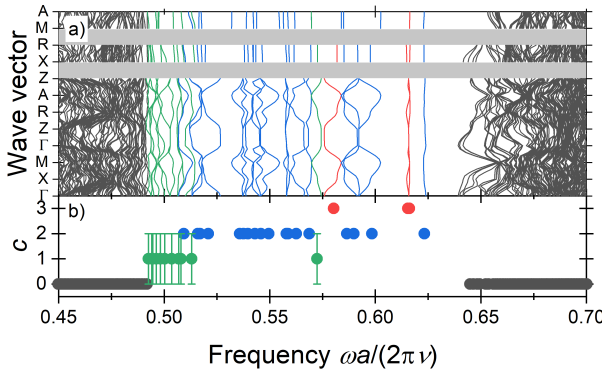 A
M
R
X
Z
A
R
Z
Γ
M
X
Γ
Wave vector
a)
3
2
1
0
c
b)
0.45 0.50 0.55 0.60 0.65 0.70
Frequency ωa/(2πν)